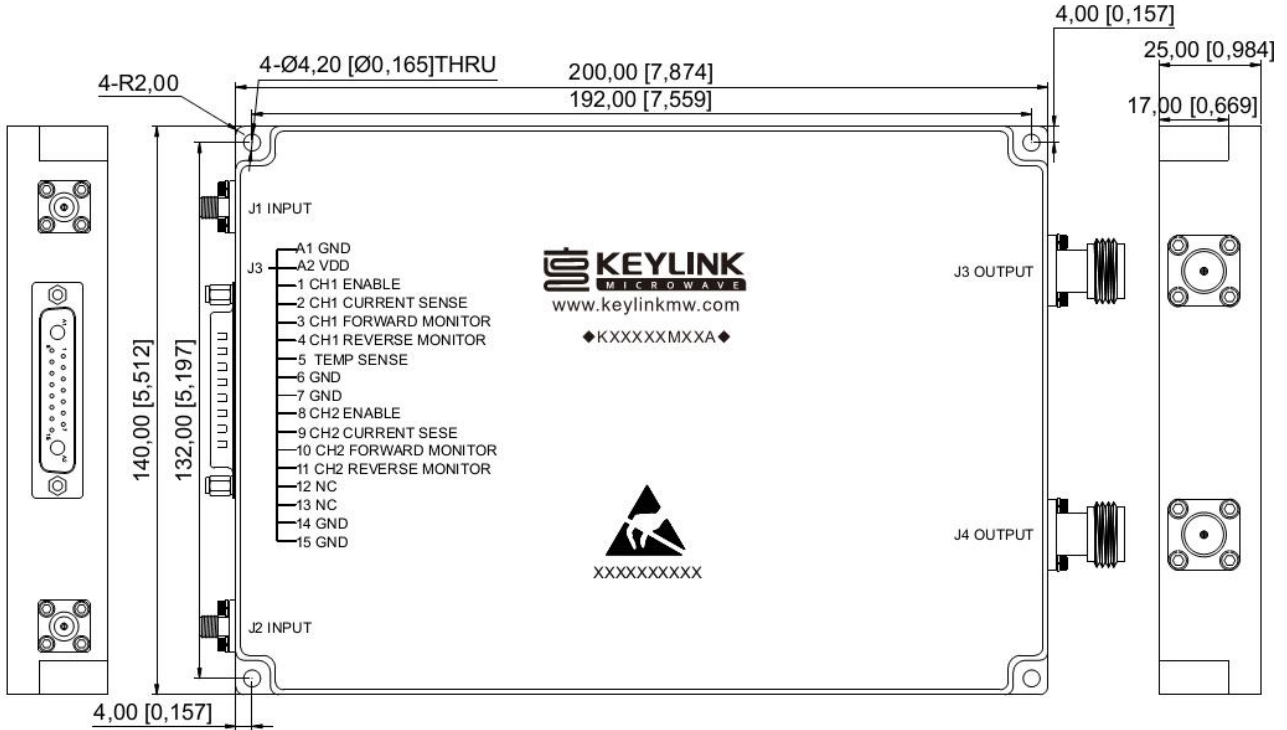 4,00 [0,157]
25,00 [0,984]
4-Ø4,20 [Ø0,165]THRU
200,00 [7,874]
4-R2,00
192,00 [7,559]
17,00 [0,669]
J1 INPUT
A1 GND
J3
A2 VDD
1 CH1 ENABLE
2 CH1 CURRENT SENSE
3 CH1 FORWARD MONITOR
4 CH1 REVERSE MONITOR
5 TEMP SENSE
6 GND
7 GND
8 CH2 ENABLE
9 CH2 CURRENT SESE
10 CH2 FORWARD MONITOR
11 CH2 REVERSE MONITOR
12 NC
13 NC
14 GND
15 GND
J2 INPUT
KEYLINK
MICROWAVE
www.keylinkmw.com
◆KXXXXXMXXA◆
XXXXXXXXXX
J3 OUTPUT
J4 OUTPUT
140,00 [5,512]
132,00 [5,197]
4,00 [0,157]